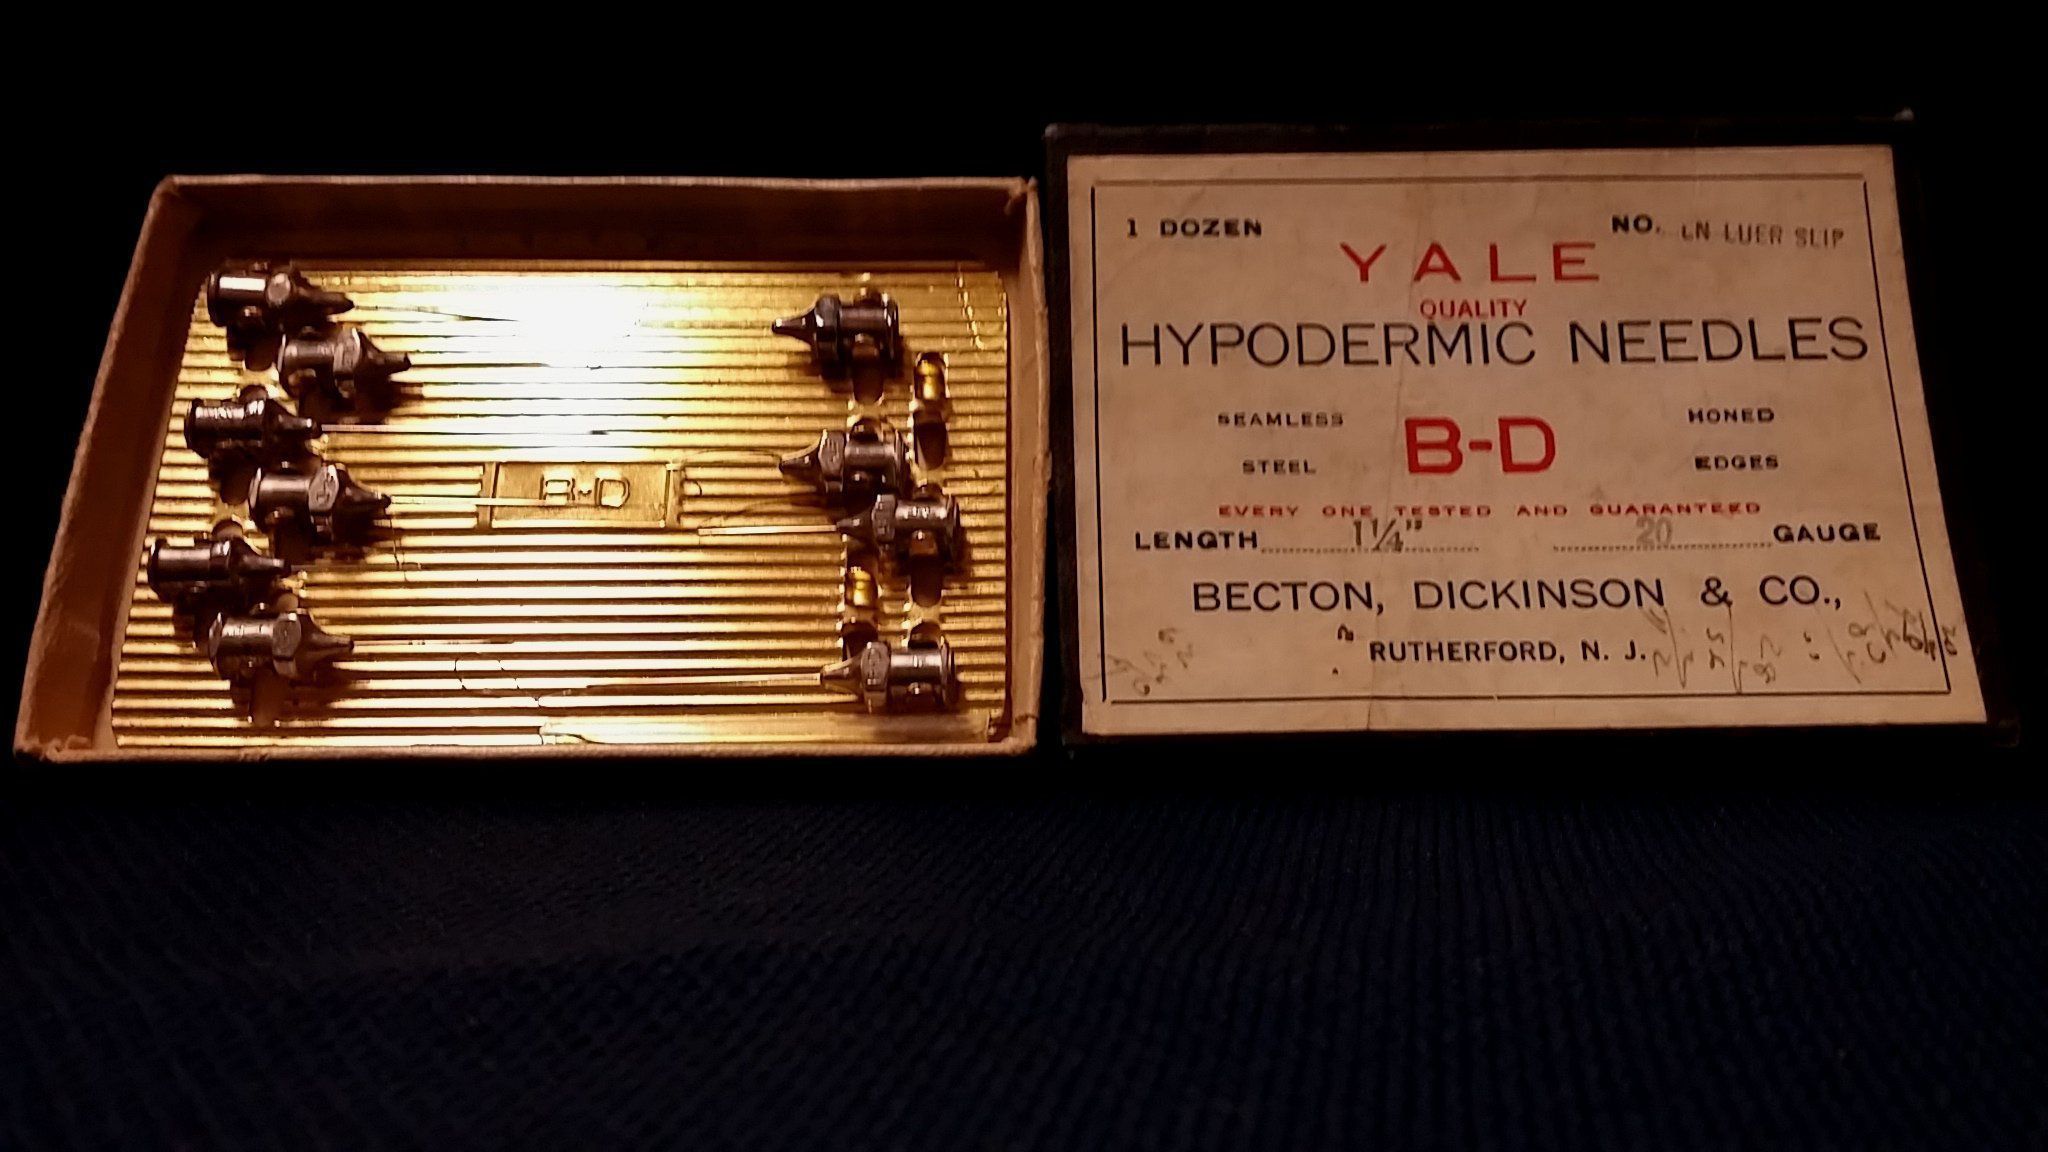 B-D
1 DOZEN NO. LN LUER SLIP
YALE
QUALITY
HYPODERMIC NEEDLES
SEAMLESS B-D HONED
STEEL EDGES
EVERY ONE TESTED AND GUARANTEED
LENGTH 1¼" 20 GAUGE
BECTON, DICKINSON & CO.,
RUTHERFORD, N. J.